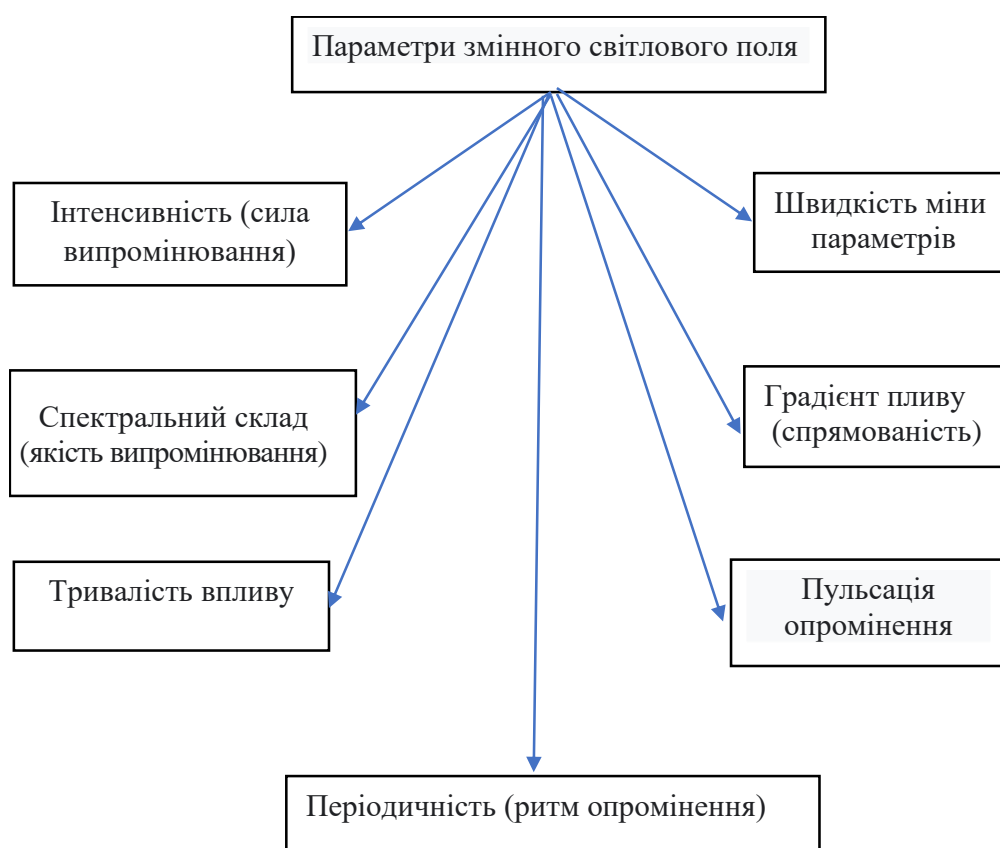 Параметри змінного світлового поля
Інтенсивність (сила
випромінювання)
Швидкість міни
параметрів
Спектральний склад
(якість випромінювання)
Градієнт пливу
(спрямованість)
Тривалість впливу
Пульсація
опромінення
Періодичність (ритм опромінення)